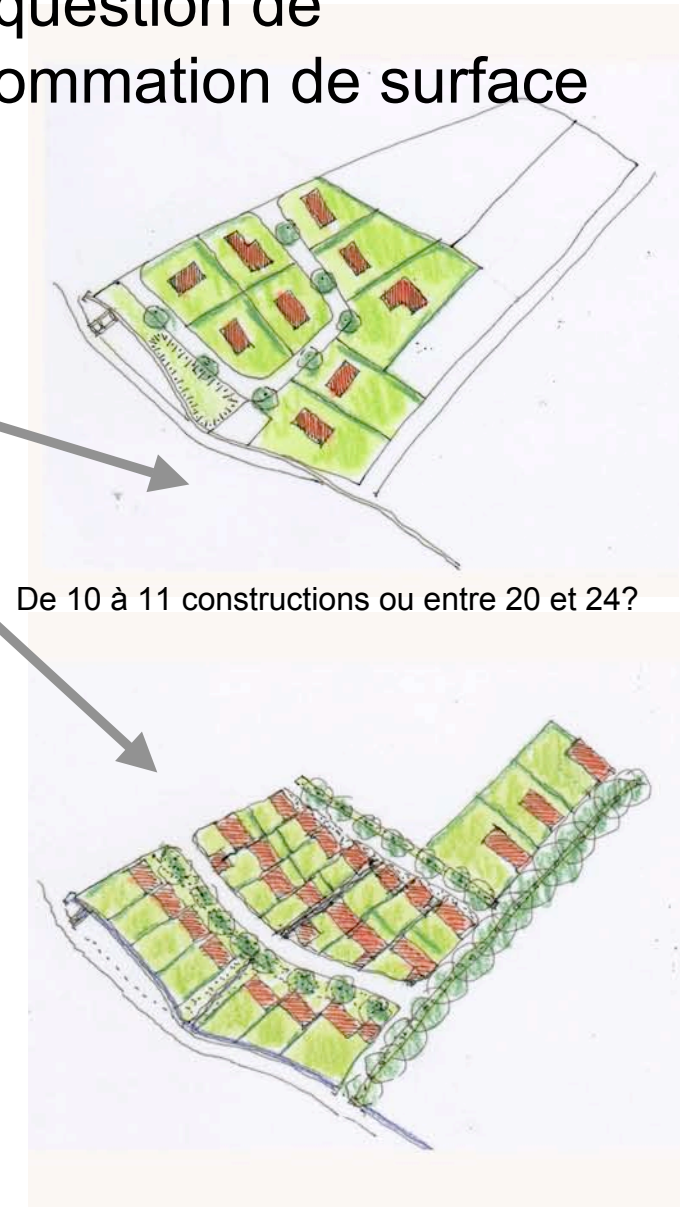 question de
ommation de surface
De 10 à 11 constructions ou entre 20 et 24?